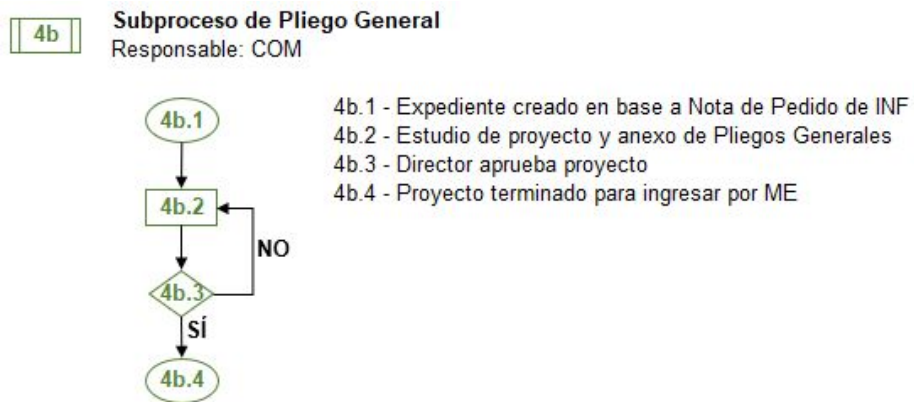 4b
Subproceso de Pliego General
Responsable: COM
4b.1
4b.2
NO
4b.3
SÍ
4b.4
4b.1 - Expediente creado en base a Nota de Pedido de INF
4b.2 - Estudio de proyecto y anexo de Pliegos Generales
4b.3 - Director aprueba proyecto
4b.4 - Proyecto terminado para ingresar por ME